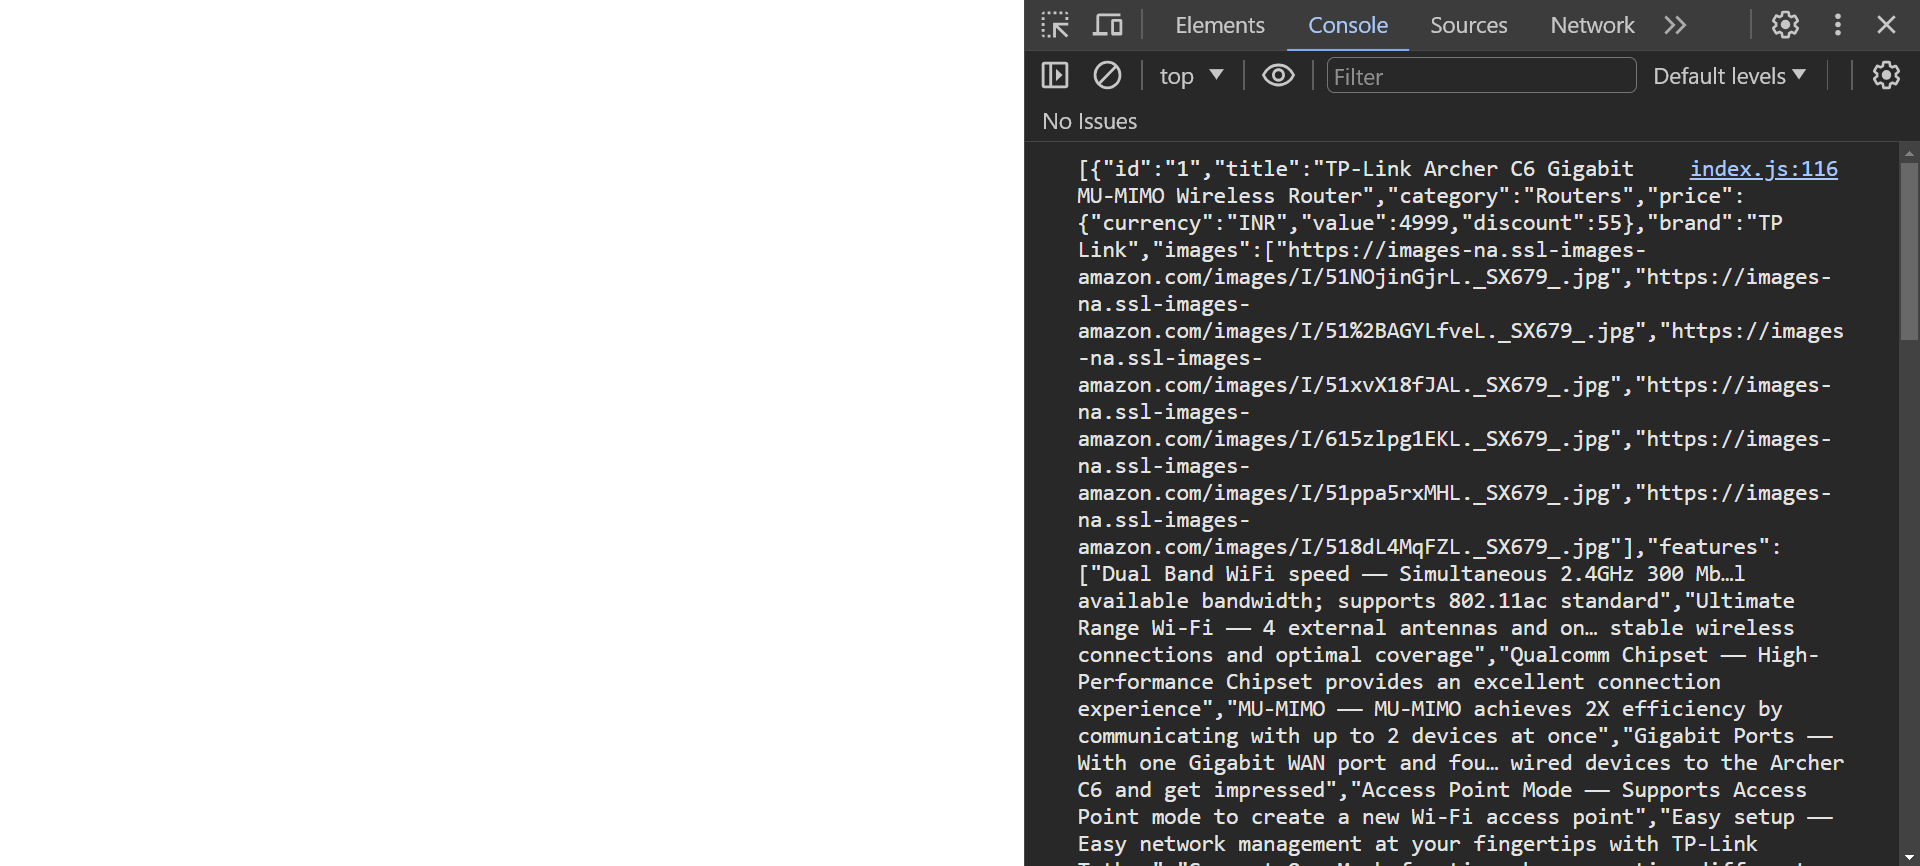 Elements Console Sources Network
top Filter Default levels
No Issues
[{"id":"1","title":"TP-Link Archer C6 Gigabit index.js:116
MU-MIMO Wireless Router","category":"Routers","price":
{"currency":"INR","value":4999,"discount":55},"brand":"TP
Link","images":["https://images-na.ssl-images-
amazon.com/images/I/51NOjinGjrL._SX679_.jpg","https://images-
na.ssl-images-
amazon.com/images/I/51%2BAGYLfveL._SX679_.jpg","https://images
-na.ssl-images-
amazon.com/images/I/51xvX18fJAL._SX679_.jpg","https://images-
na.ssl-images-
amazon.com/images/I/615zlpg1EKL._SX679_.jpg","https://images-
na.ssl-images-
amazon.com/images/I/51ppa5rxMHL._SX679_.jpg","https://images-
na.ssl-images-
amazon.com/images/I/518dL4MqFZL._SX679_.jpg"],"features":
["Dual Band WiFi speed –– Simultaneous 2.4GHz 300 Mb…l
available bandwidth; supports 802.11ac standard","Ultimate
Range Wi-Fi –– 4 external antennas and on… stable wireless
connections and optimal coverage","Qualcomm Chipset –– High-
Performance Chipset provides an excellent connection
experience","MU-MIMO –– MU-MIMO achieves 2X efficiency by
communicating with up to 2 devices at once","Gigabit Ports ––
With one Gigabit WAN port and fou… wired devices to the Archer
C6 and get impressed","Access Point Mode –– Supports Access
Point mode to create a new Wi-Fi access point","Easy setup ––
Easy network management at your fingertips with TP-Link